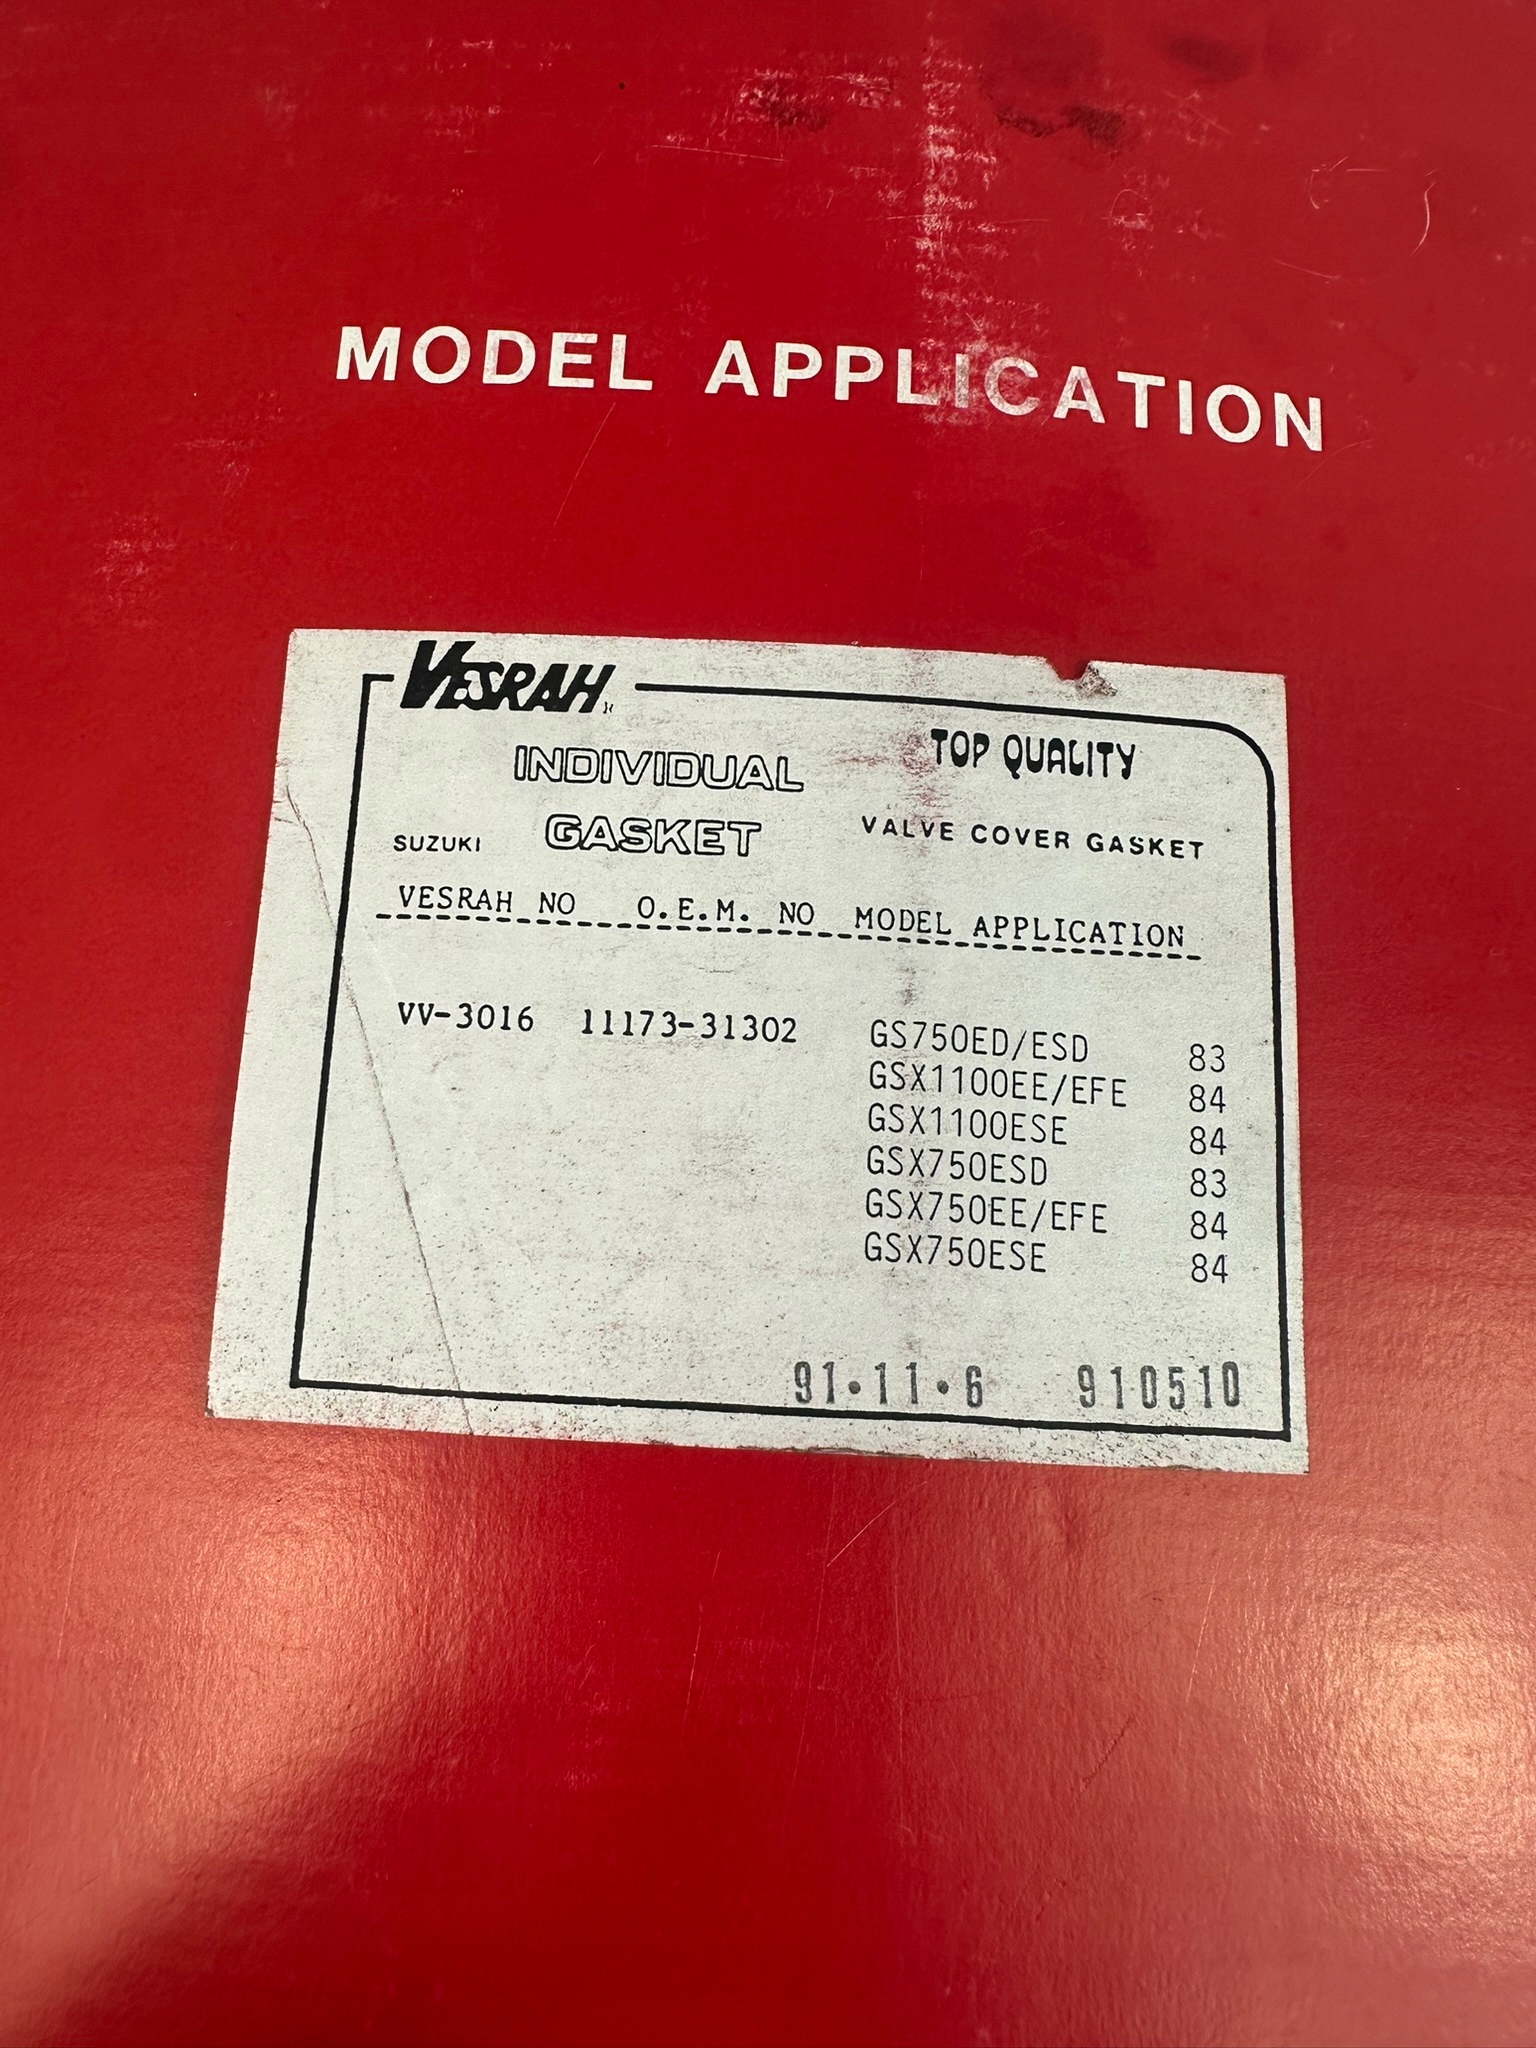 MODEL APPLICATION
VESRAH
INDIVIDUAL TOP QUALITY
SUZUKI GASKET VALVE COVER GASKET
VESRAH NO O.E.M. NO MODEL APPLICATION
VV-3016 11173-31302 GS750ED/ESD 83
GSX1100EE/EFE 84
GSX1100ESE 84
GSX750ESD 83
GSX750EE/EFE 84
GSX750ESE 84
91.11.6 910510